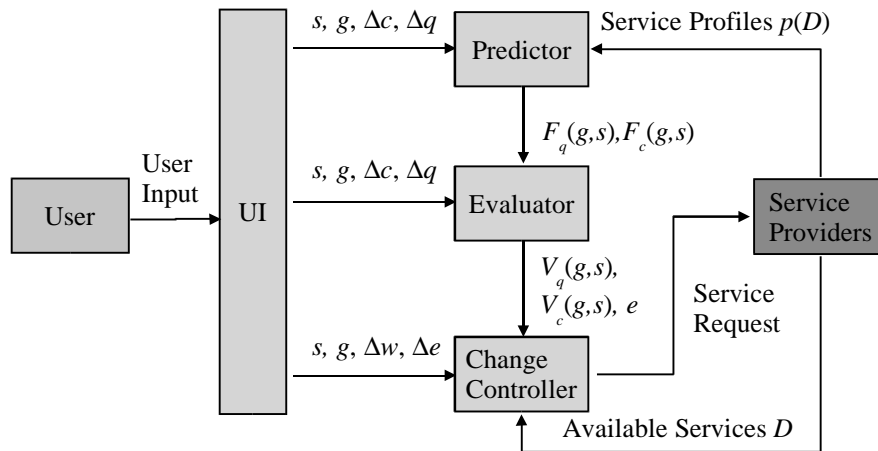 s, g, Δc, Δq
Service Profiles p(D)
Predictor
F_q(g,s),F_c(g,s)
User
Input
s, g, Δc, Δq
User
UI
Evaluator
Service
Providers
V_q(g,s),
V_c(g,s), e
Service
Request
s, g, Δw, Δe
Change
Controller
Available Services D